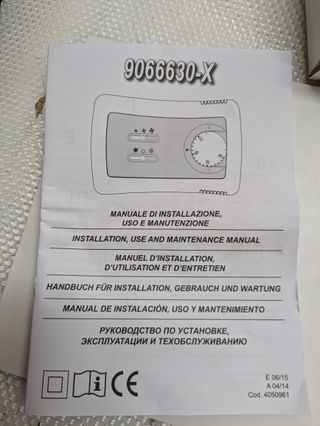 9066630-X
MANUALE DI INSTALLAZIONE,
USO E MANUTENZIONE
INSTALLATION, USE AND MAINTENANCE MANUAL
MANUEL D'INSTALLATION,
D'UTILISATION ET D'ENTRETIEN
HANDBUCH FÜR INSTALLATION, GEBRAUCH UND WARTUNG
MANUAL DE INSTALACIÓN, USO Y MANTENIMIENTO
РУКОВОДСТВО ПО УСТАНОВКЕ,
ЭКСПЛУАТАЦИИ И ТЕХОБСЛУЖИВАНИЮ
CE
E 06/15
A 04/14
Cod. 4050961